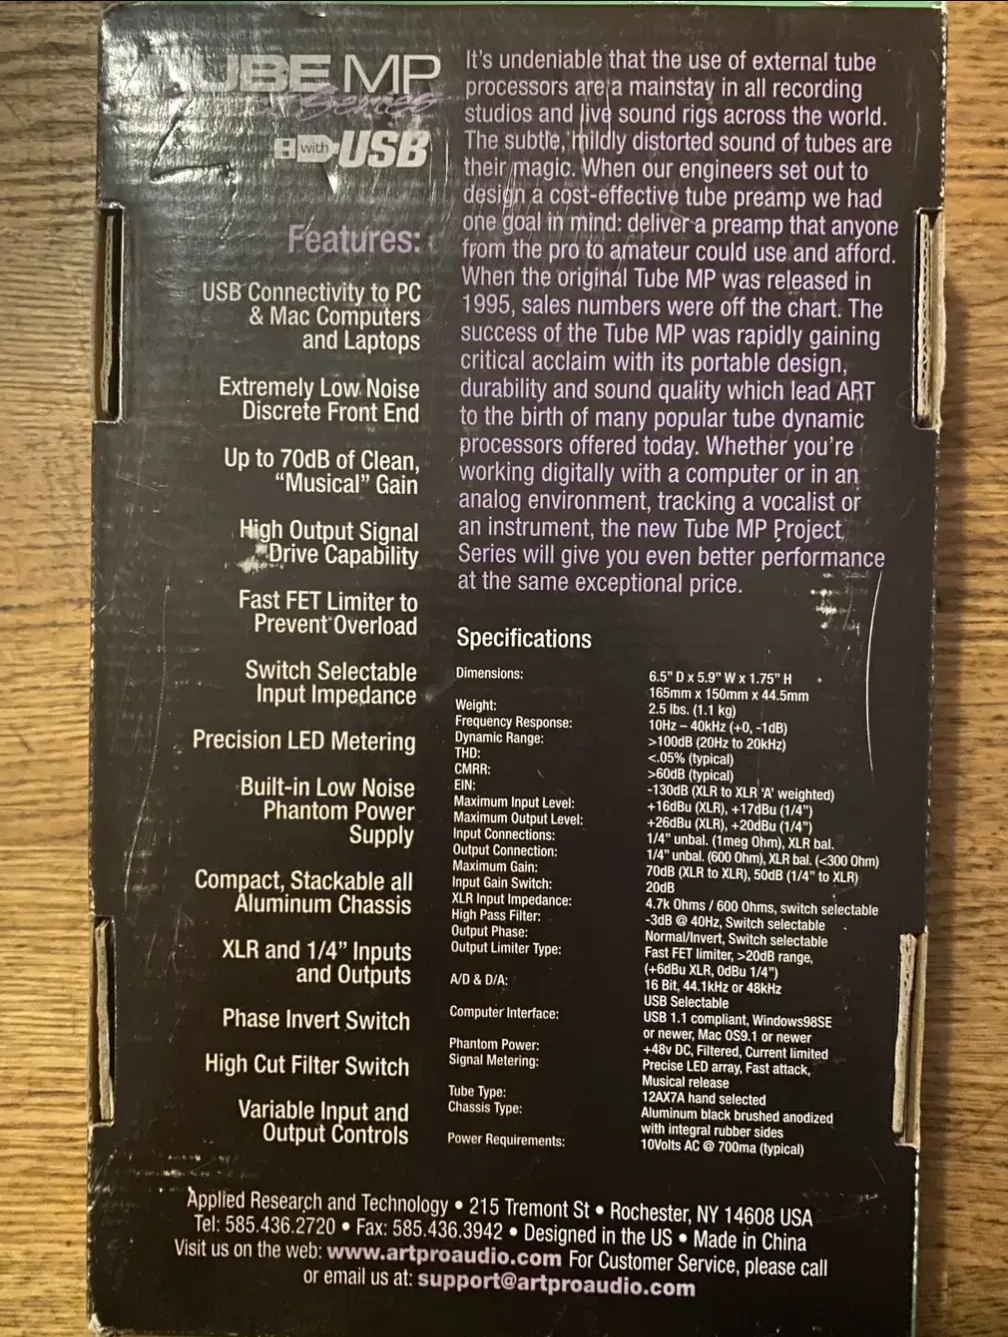 TUBE MP
Series
with USB
Features:
USB Connectivity to PC
& Mac Computers
and Laptops
Extremely Low Noise
Discrete Front End
Up to 70dB of Clean,
“Musical” Gain
High Output Signal
Drive Capability
Fast FET Limiter to
Prevent Overload
Switch Selectable
Input Impedance
Precision LED Metering
Built-in Low Noise
Phantom Power
Supply
Compact, Stackable all
Aluminum Chassis
XLR and 1/4” Inputs
and Outputs
Phase Invert Switch
High Cut Filter Switch
Variable Input and
Output Controls
It’s undeniable that the use of external tube
processors are a mainstay in all recording
studios and live sound rigs across the world.
The subtle, mildly distorted sound of tubes are
their magic. When our engineers set out to
design a cost-effective tube preamp we had
one goal in mind: deliver a preamp that anyone
from the pro to amateur could use and afford.
When the original Tube MP was released in
1995, sales numbers were off the chart. The
success of the Tube MP was rapidly gaining
critical acclaim with its portable design,
durability and sound quality which lead ART
to the birth of many popular tube dynamic
processors offered today. Whether you’re
working digitally with a computer or in an
analog environment, tracking a vocalist or
an instrument, the new Tube MP Project
Series will give you even better performance
at the same exceptional price.
Specifications
Dimensions: 6.5” D x 5.9” W x 1.75” H
165mm x 150mm x 44.5mm
Weight: 2.5 lbs. (1.1 kg)
Frequency Response: 10Hz – 40kHz (+0, -1dB)
Dynamic Range: >100dB (20Hz to 20kHz)
THD: <.05% (typical)
CMRR: >60dB (typical)
EIN: -130dB (XLR to XLR ‘A’ weighted)
Maximum Input Level: +16dBu (XLR), +17dBu (1/4”)
Maximum Output Level: +26dBu (XLR), +20dBu (1/4”)
Input Connections: 1/4” unbal. (1meg Ohm), XLR bal.
Output Connection: 1/4” unbal. (600 Ohm), XLR bal. (<300 Ohm)
Maximum Gain: 70dB (XLR to XLR), 50dB (1/4” to XLR)
Input Gain Switch: 20dB
XLR Input Impedance: 4.7k Ohms / 600 Ohms, switch selectable
High Pass Filter: -3dB @ 40Hz, Switch selectable
Output Phase: Normal/Invert, Switch selectable
Output Limiter Type: Fast FET limiter, >20dB range,
(+6dBu XLR, 0dBu 1/4”)
A/D & D/A: 16 Bit, 44.1kHz or 48kHz
USB Selectable
Computer Interface: USB 1.1 compliant, Windows98SE
or newer, Mac OS9.1 or newer
Phantom Power: +48v DC, Filtered, Current limited
Signal Metering: Precise LED array, Fast attack,
Musical release
Tube Type: 12AX7A hand selected
Chassis Type: Aluminum black brushed anodized
with integral rubber sides
Power Requirements: 10Volts AC @ 700ma (typical)
Applied Research and Technology • 215 Tremont St • Rochester, NY 14608 USA
Tel: 585.436.2720 • Fax: 585.436.3942 • Designed in the US • Made in China
Visit us on the web: www.artproaudio.com For Customer Service, please call
or email us at: support@artproaudio.com